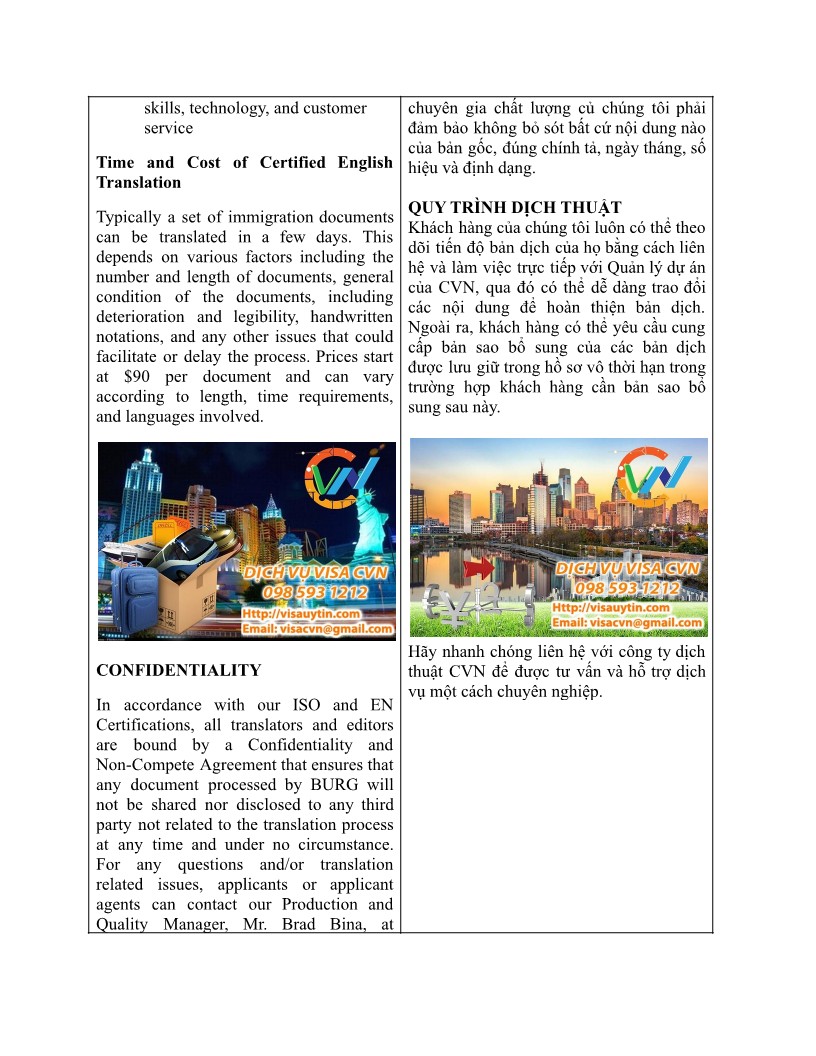 skills, technology, and customer
service
Time and Cost of Certified English
Translation
Typically a set of immigration documents
can be translated in a few days. This
depends on various factors including the
number and length of documents, general
condition of the documents, including
deterioration and legibility, handwritten
notations, and any other issues that could
facilitate or delay the process. Prices start
at $90 per document and can vary
according to length, time requirements,
and languages involved.
CVN
DỊCH VỤ VISA CVN
098 593 1212
Http://visauytin.com
Email: visacvn@gmail.com
CONFIDENTIALITY
In accordance with our ISO and EN
Certifications, all translators and editors
are bound by a Confidentiality and
Non-Compete Agreement that ensures that
any document processed by BURG will
not be shared nor disclosed to any third
party not related to the translation process
at any time and under no circumstance.
For any questions and/or translation
related issues, applicants or applicant
agents can contact our Production and
Quality Manager, Mr. Brad Bina, at
chuyên gia chất lượng củ chúng tôi phải
đảm bảo không bỏ sót bất cứ nội dung nào
của bản gốc, đúng chính tả, ngày tháng, số
hiệu và định dạng.
QUY TRÌNH DỊCH THUẬT
Khách hàng của chúng tôi luôn có thể theo
dõi tiến độ bản dịch của họ bằng cách liên
hệ và làm việc trực tiếp với Quản lý dự án
của CVN, qua đó có thể dễ dàng trao đổi
các nội dung để hoàn thiện bản dịch.
Ngoài ra, khách hàng có thể yêu cầu cung
cấp bản sao bổ sung của các bản dịch
được lưu giữ trong hồ sơ vô thời hạn trong
trường hợp khách hàng cần bản sao bổ
sung sau này.
CVN
DỊCH VỤ VISA CVN
098 593 1212
Http://visauytin.com
Email: visacvn@gmail.com
Hãy nhanh chóng liên hệ với công ty dịch
thuật CVN để được tư vấn và hỗ trợ dịch
vụ một cách chuyên nghiệp.